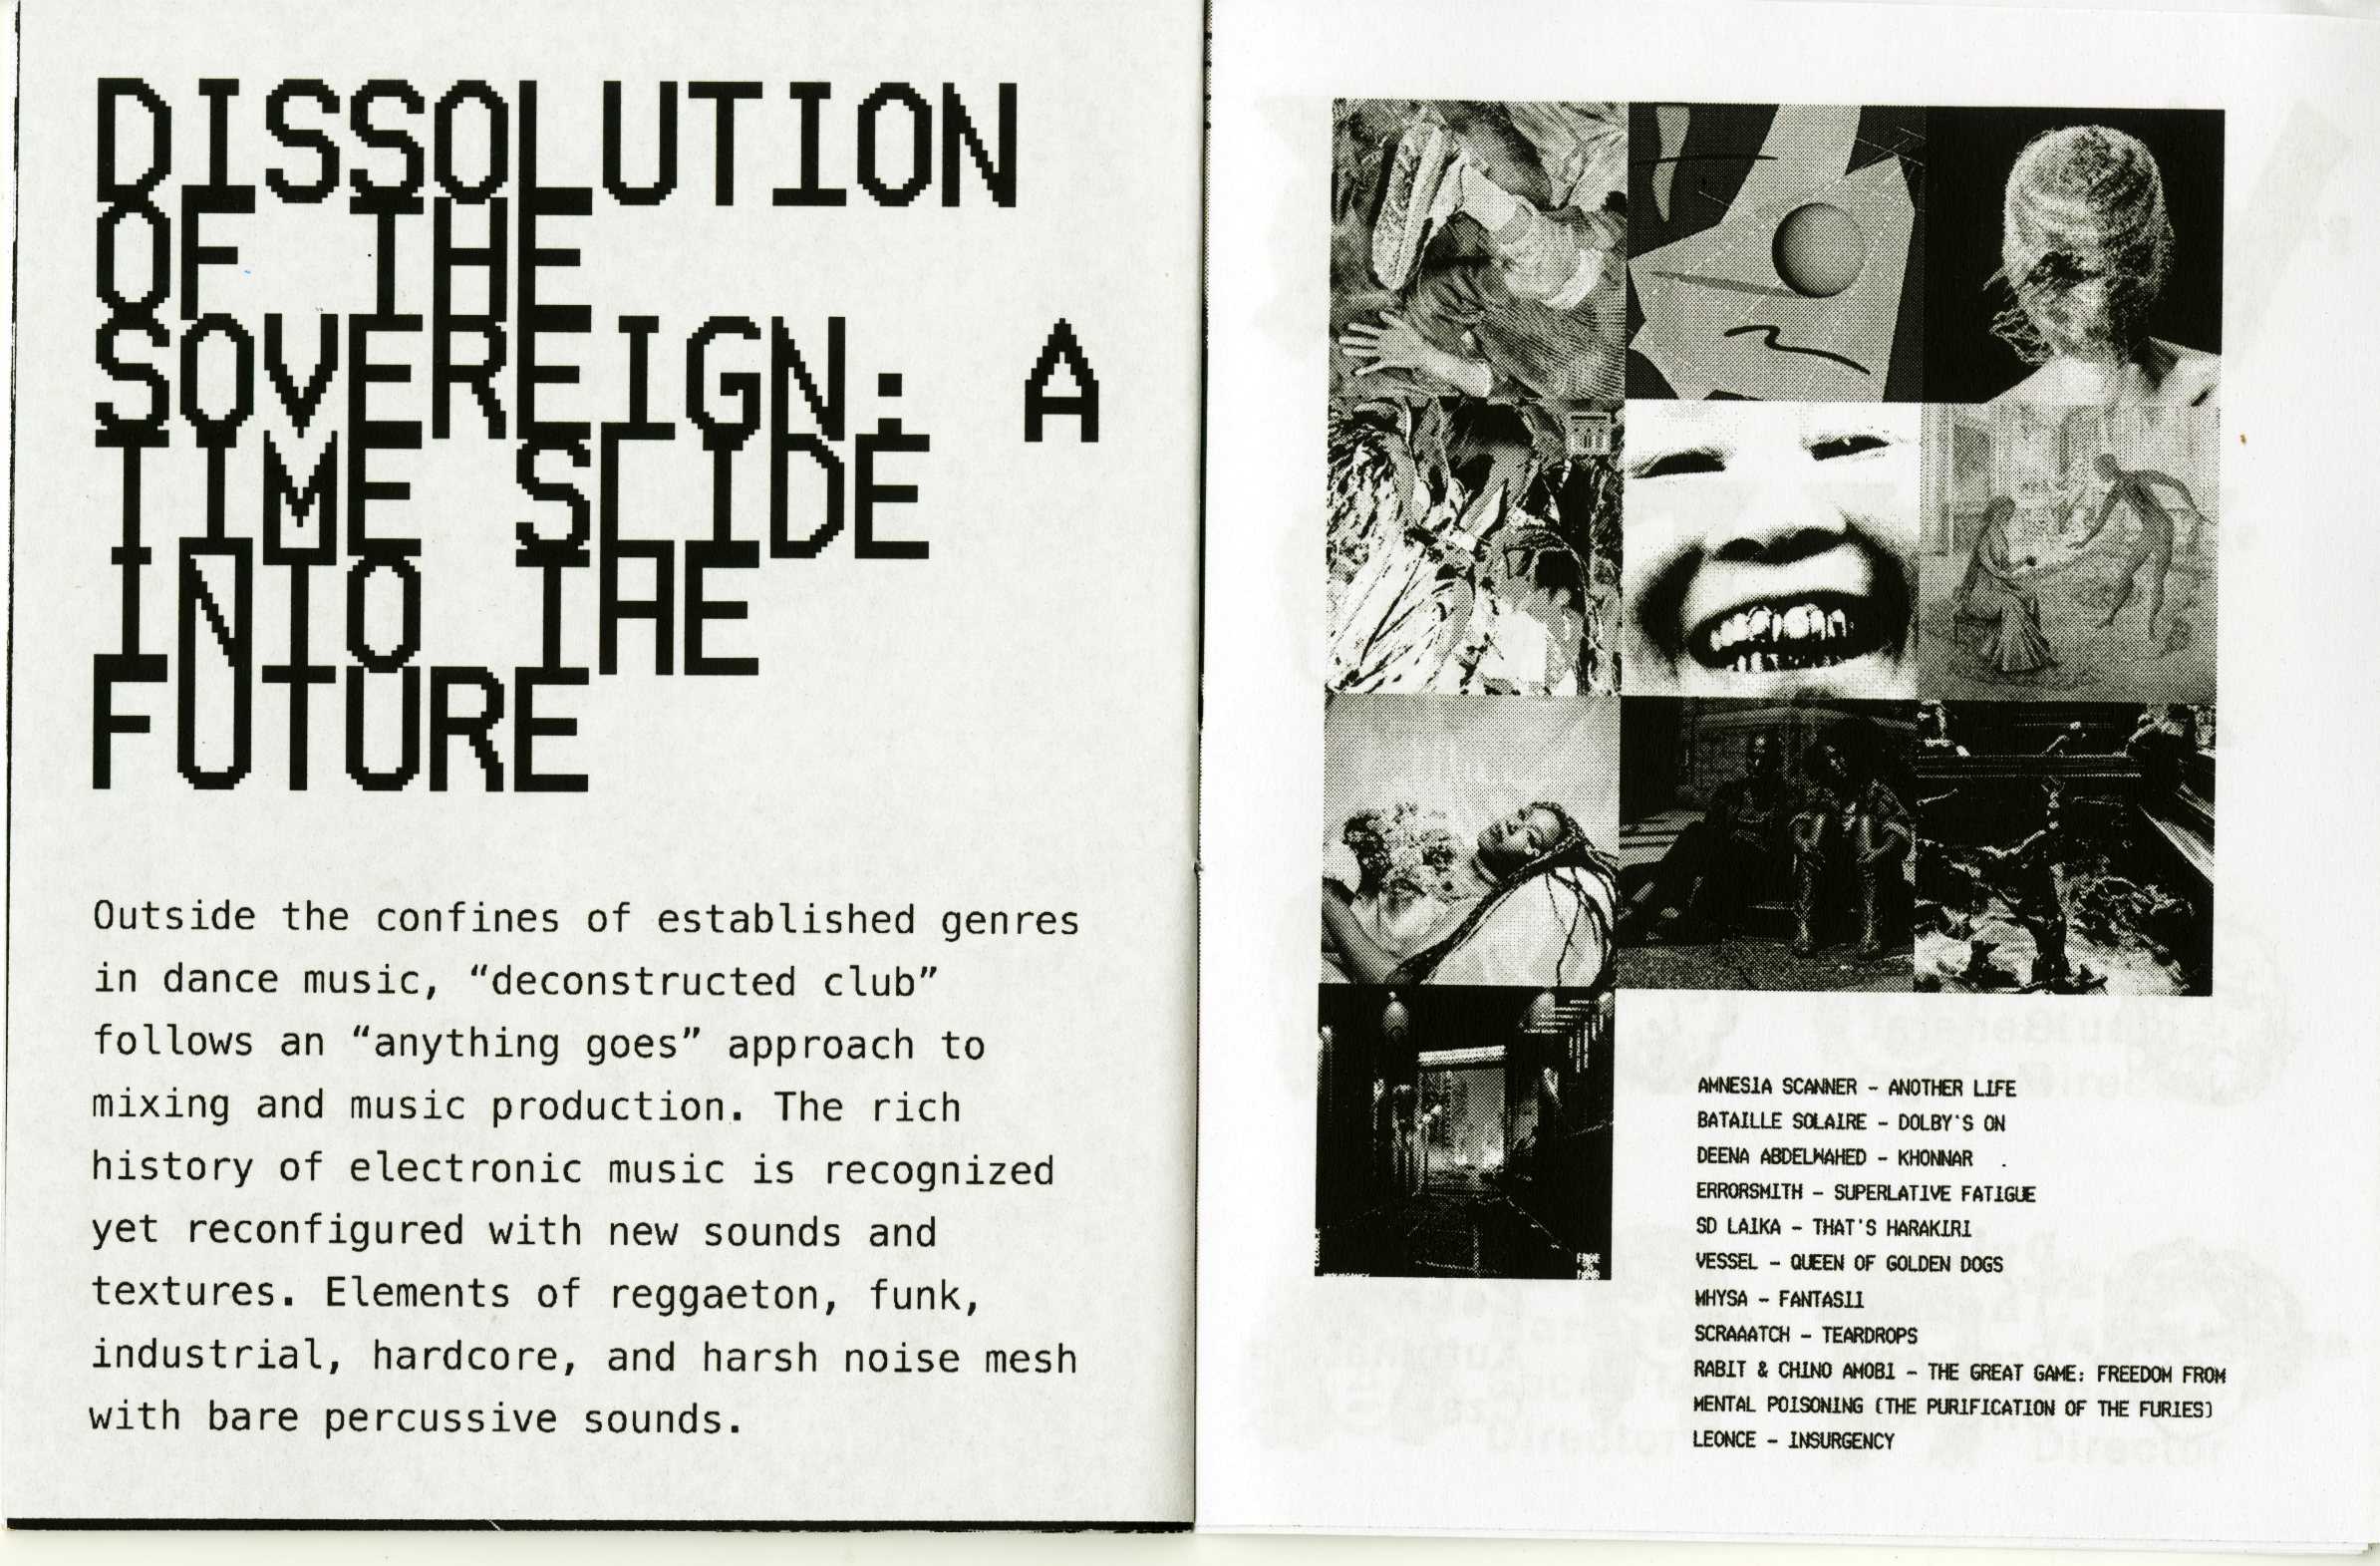 DISSOLUTION
OF THE
SOVEREIGN: A
TIME SLIDE
INTO THE
FUTURE
Outside the confines of established genres
in dance music, “deconstructed club”
follows an “anything goes” approach to
mixing and music production. The rich
history of electronic music is recognized
yet reconfigured with new sounds and
textures. Elements of reggaeton, funk,
industrial, hardcore, and harsh noise mesh
with bare percussive sounds.
AMNESIA SCANNER – ANOTHER LIFE
BATAILLE SOLAIRE – DOLBY'S ON
DEENA ABDELWAHED – KHONNAR
ERRORSMITH – SUPERLATIVE FATIGUE
SD LAIKA – THAT'S HARAKIRI
VESSEL – QUEEN OF GOLDEN DOGS
MHYSA – FANTASII
SCRAAATCH – TEARDROPS
RABIT & CHINO AMOBI – THE GREAT GAME: FREEDOM FROM
MENTAL POISONING (THE PURIFICATION OF THE FURIES)
LEONCE – INSURGENCY